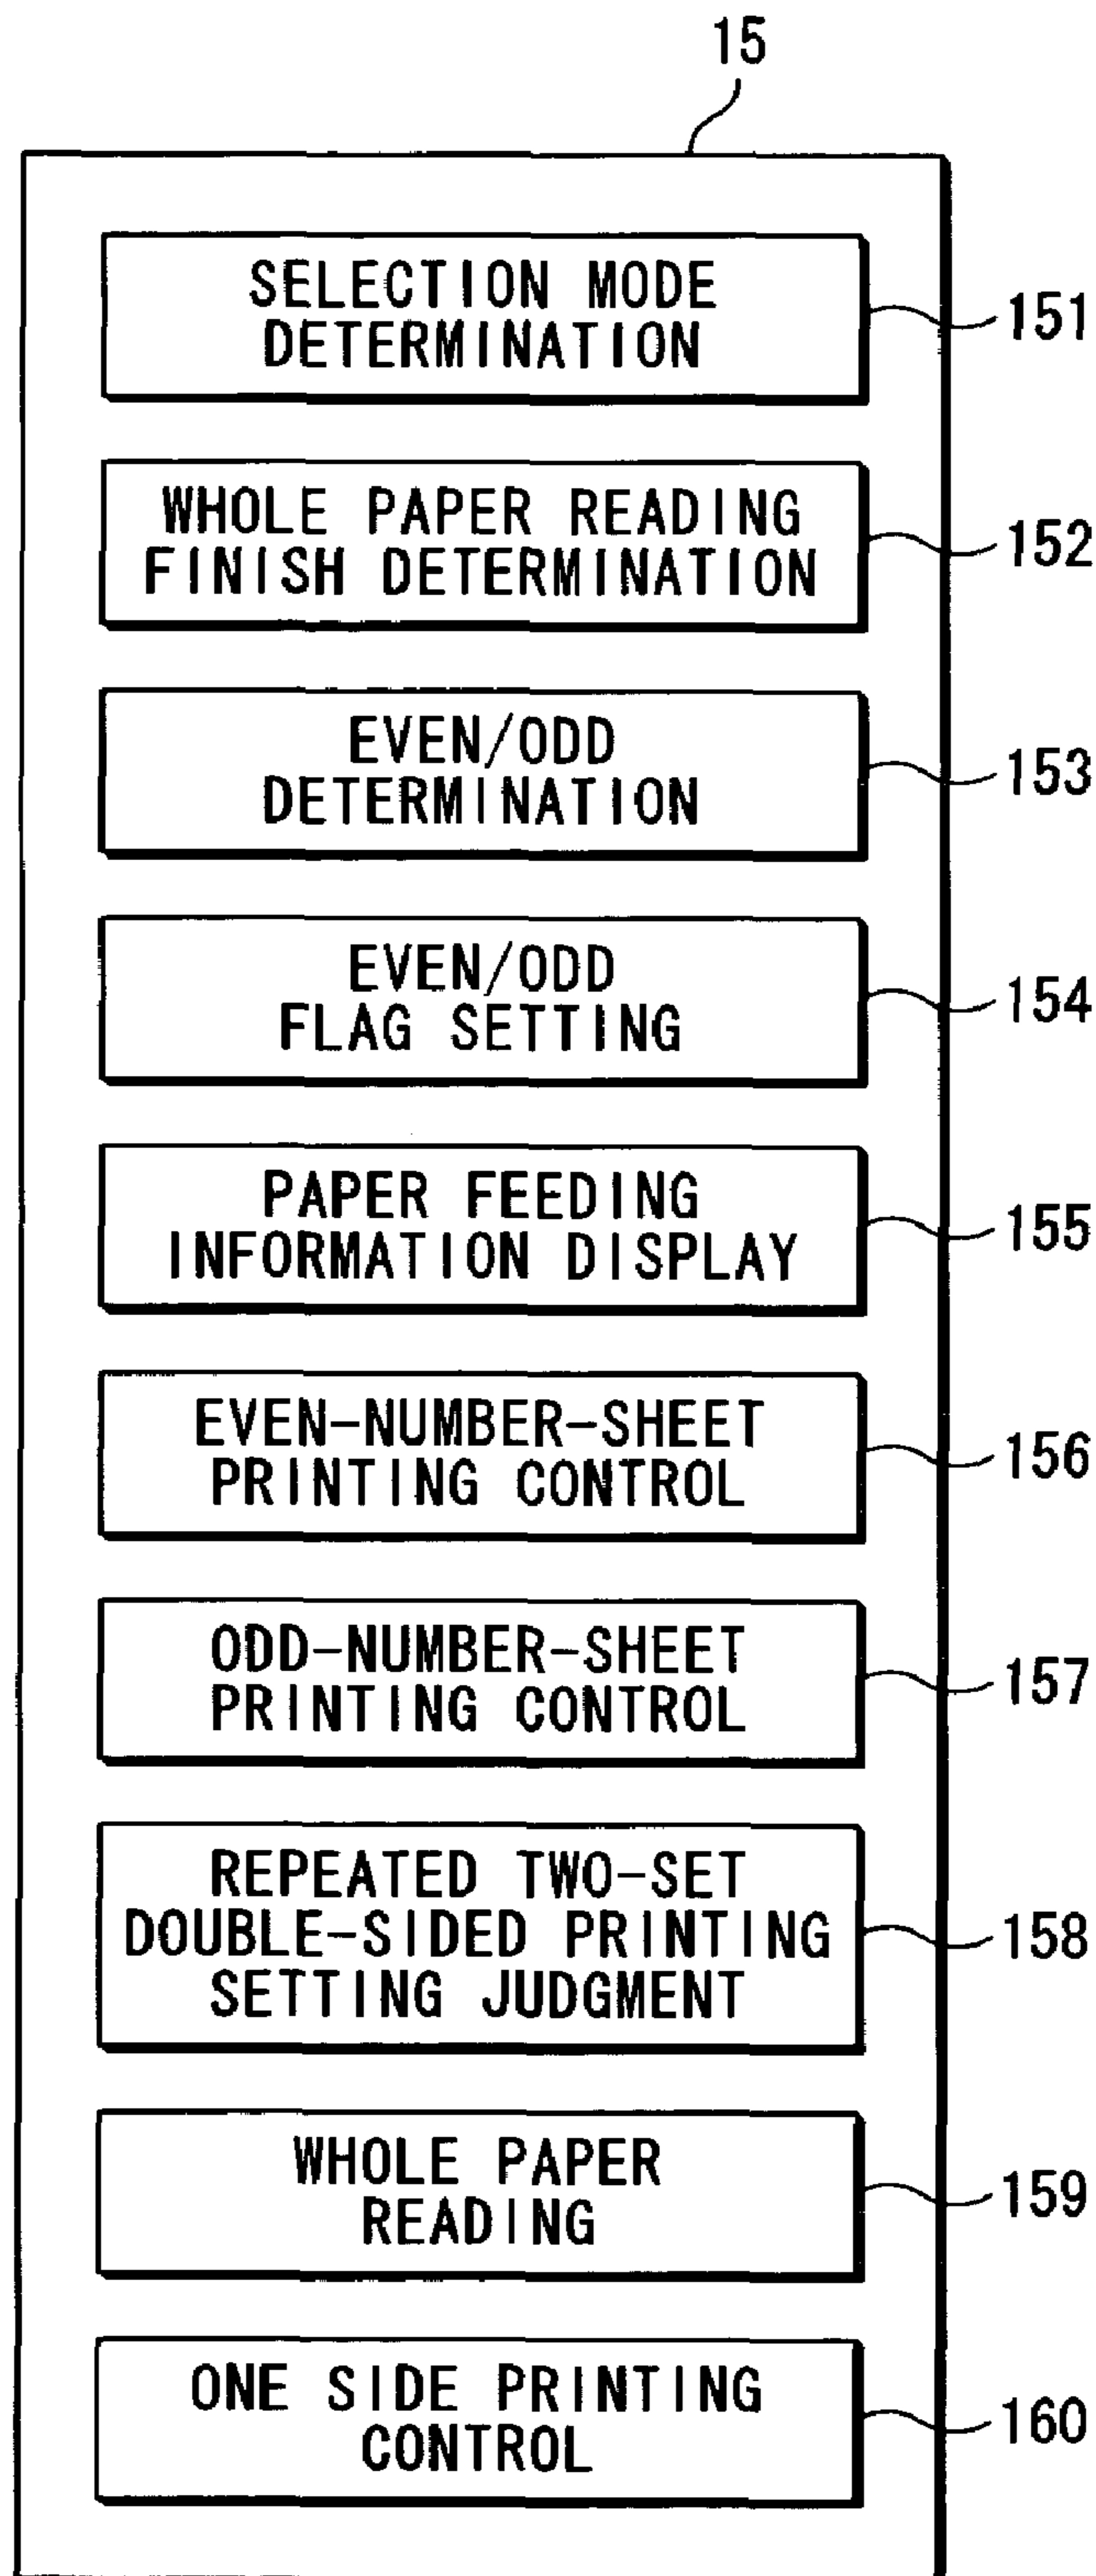 15
SELECTION MODE
DETERMINATION
151
WHOLE PAPER READING
FINISH DETERMINATION
152
EVEN/ODD
DETERMINATION
153
EVEN/ODD
FLAG SETTING
154
PAPER FEEDING
INFORMATION DISPLAY
155
EVEN-NUMBER-SHEET
PRINTING CONTROL
156
ODD-NUMBER-SHEET
PRINTING CONTROL
157
REPEATED TWO-SET
DOUBLE-SIDED PRINTING
SETTING JUDGMENT
158
WHOLE PAPER
READING
159
ONE SIDE PRINTING
CONTROL
160